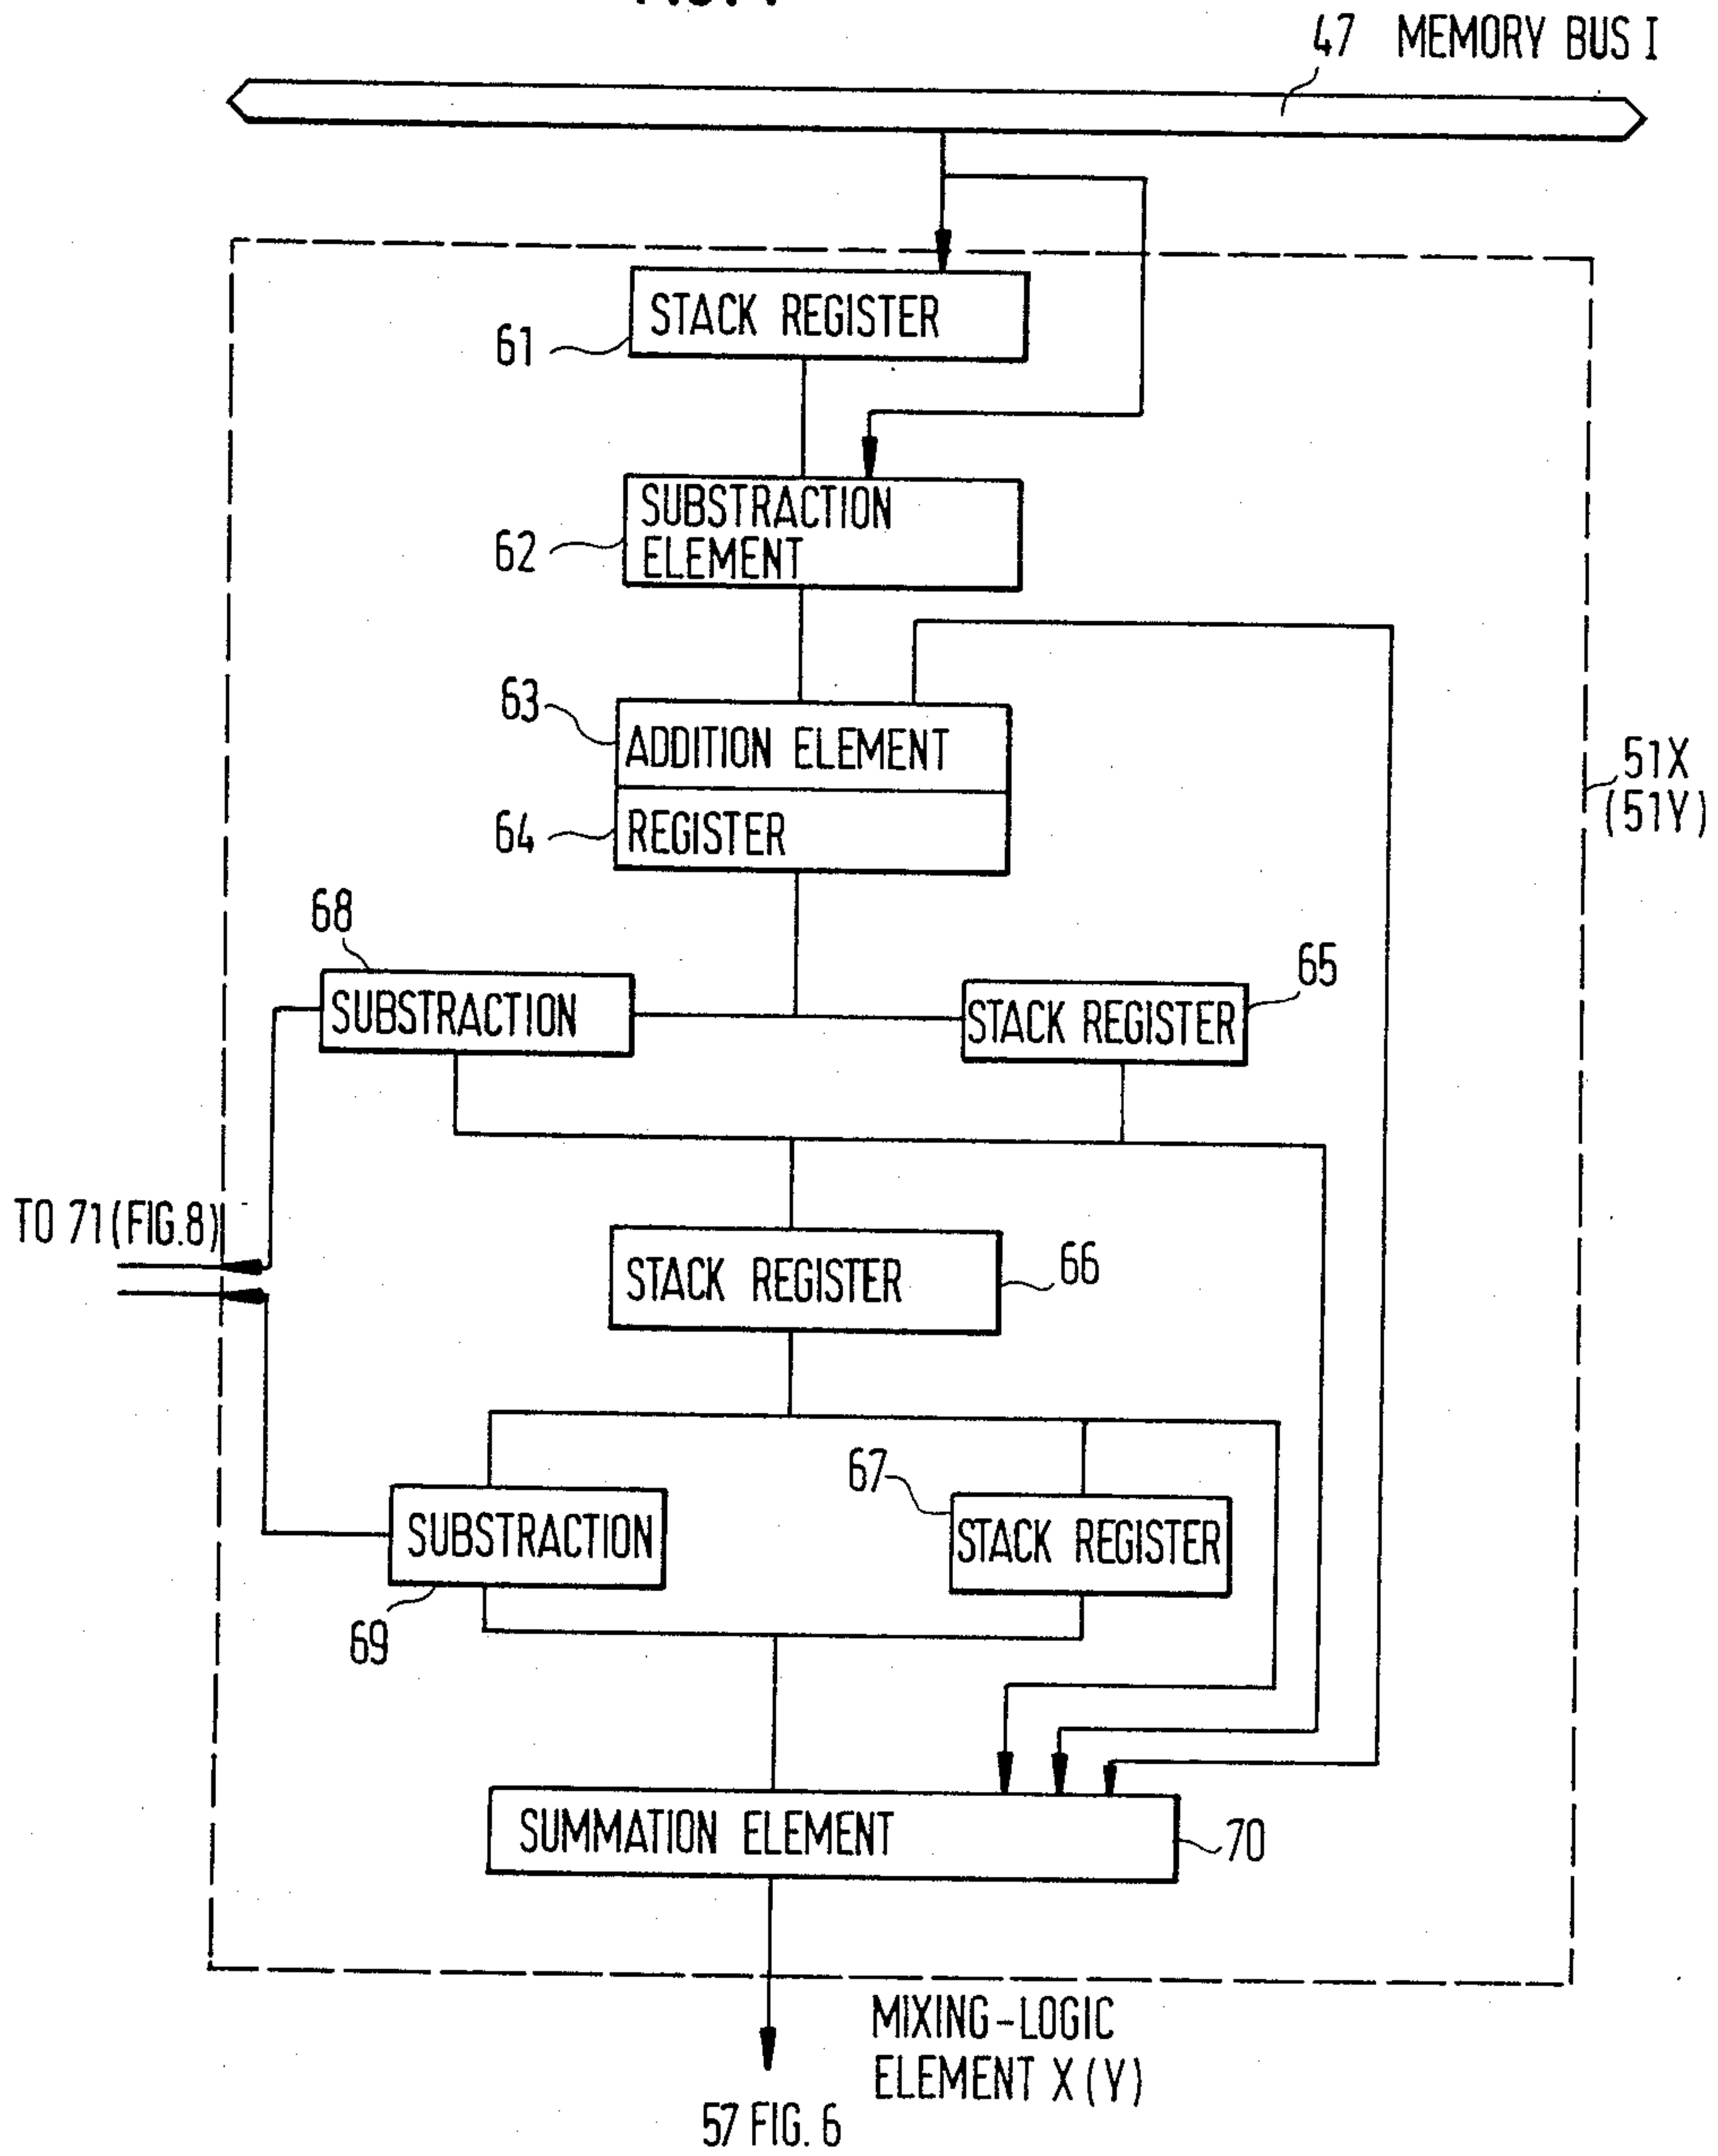 47 MEMORY BUS I
STACK REGISTER
61
SUBSTRACTION
ELEMENT
62
63
ADDITION ELEMENT
51X
(51Y)
64
REGISTER
68
65
SUBSTRACTION
STACK REGISTER
TO 71 (FIG.8)
66
STACK REGISTER
67
SUBSTRACTION
STACK REGISTER
69
SUMMATION ELEMENT
70
MIXING-LOGIC
ELEMENT X (Y)
57 FIG. 6